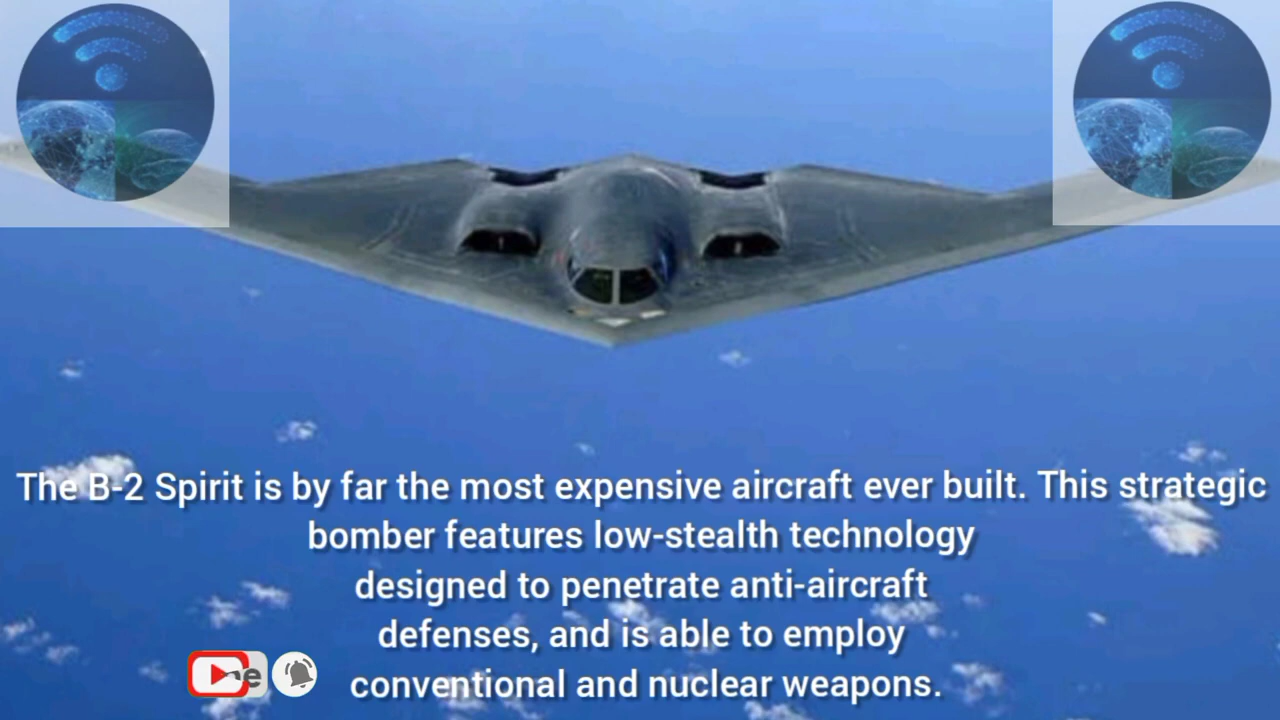 The B-2 Spirit is by far the most expensive aircraft ever built. This strategic
bomber features low-stealth technology
designed to penetrate anti-aircraft
defenses, and is able to employ
conventional and nuclear weapons.